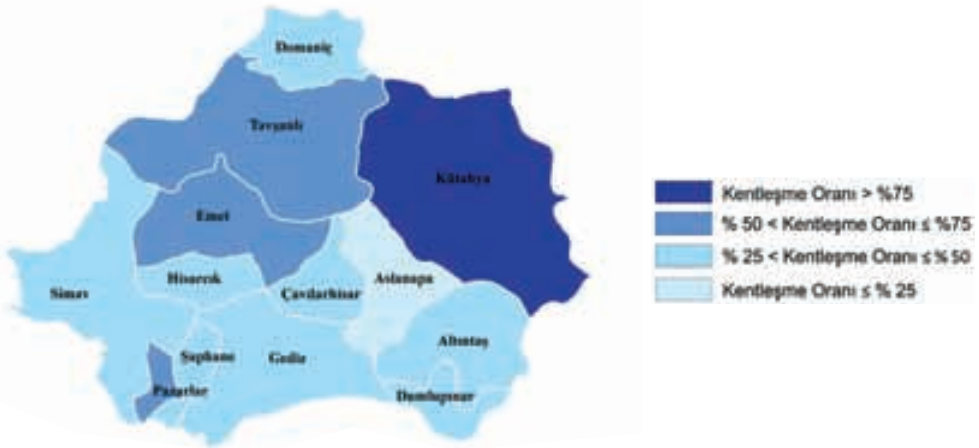 Domaniç
Tavşanlı
Kütahya
Emet
Hisarcık
Aslanapa
Simav
Çavdarhisar
Altıntaş
Şaphane
Gediz
Pazarlar
Dumlupınar
Kentleşme Oranı > %75
% 50 < Kentleşme Oranı ≤ %75
% 25 < Kentleşme Oranı ≤ % 50
Kentleşme Oranı ≤ % 25